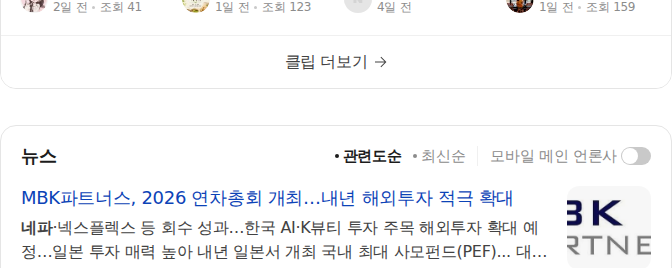 2일 전 · 조회 41 1일 전 · 조회 123 4일 전 1일 전 · 조회 159
클립 더보기 →
뉴스 • 관련도순 • 최신순 모바일 메인 언론사
MBK파트너스, 2026 연차총회 개최…내년 해외투자 적극 확대
네파·넥스플렉스 등 회수 성과…한국 AI·K뷰티 투자 주목 해외투자 확대 예
정…일본 투자 매력 높아 내년 일본서 개최 국내 최대 사모펀드(PEF)... 대…
BK
RTNE